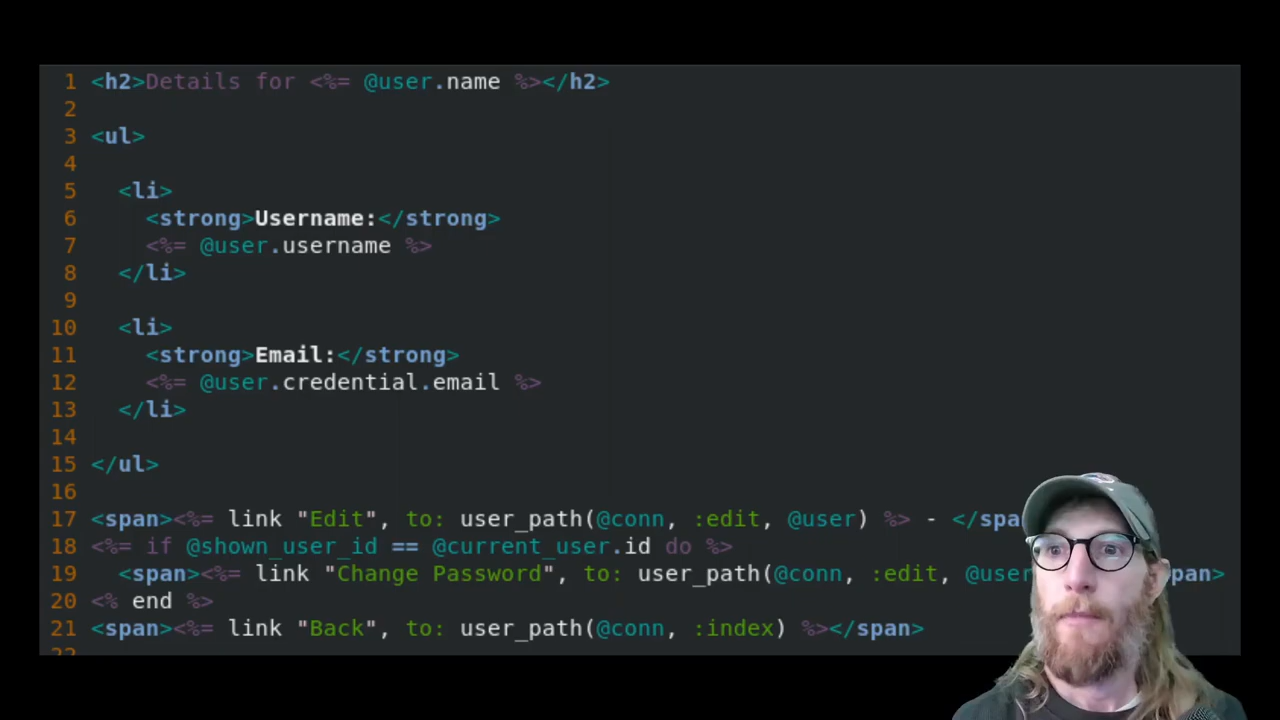 1 <h2>Details for <%= @user.name %></h2>
2
3 <ul>
4
5   <li>
6     <strong>Username:</strong>
7     <%= @user.username %>
8   </li>
9
10   <li>
11     <strong>Email:</strong>
12     <%= @user.credential.email %>
13   </li>
14
15 </ul>
16
17 <span><%= link "Edit", to: user_path(@conn, :edit, @user) %> - </spa
18 <%= if @shown_user_id == @current_user.id do %>
19   <span><%= link "Change Password", to: user_path(@conn, :edit, @user pan>
20 <% end %>
21 <span><%= link "Back", to: user_path(@conn, :index) %></span>